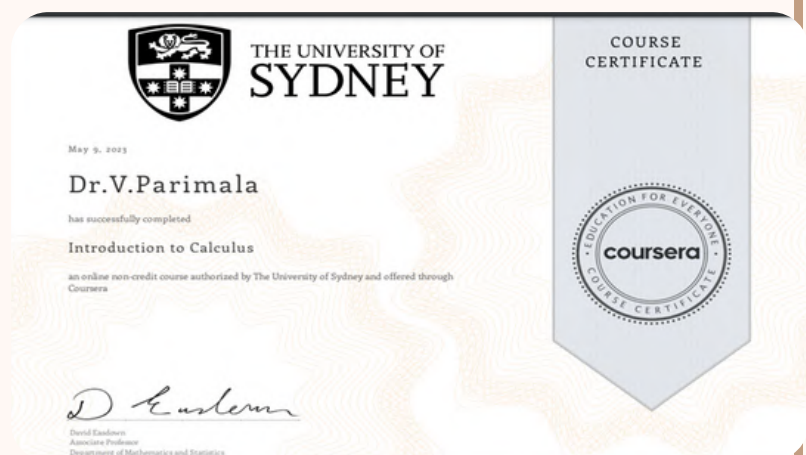 THE UNIVERSITY OF
SYDNEY
COURSE
CERTIFICATE
May 9, 2023
Dr.V.Parimala
has successfully completed
Introduction to Calculus
an online non-credit course authorized by The University of Sydney and offered through
Coursera
EDUCATION FOR EVERYONE
coursera
COURSE CERTIFICATE
D Easdown
David Easdown
Associate Professor
Department of Mathematics and Statistics